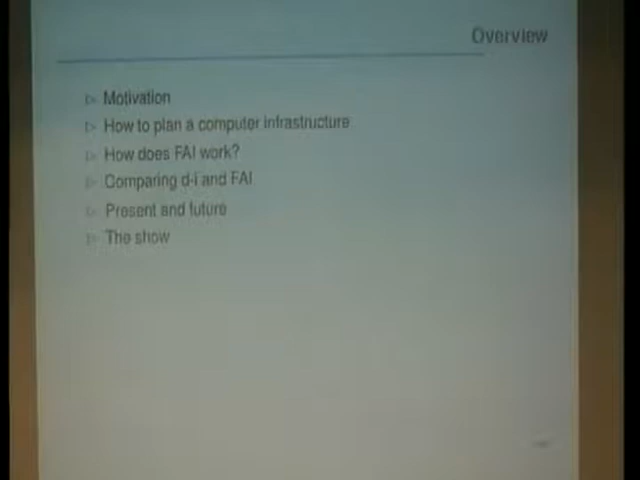 Overview
Motivation
How to plan a computer infrastructure
How does FAI work?
Comparing d-i and FAI
Present and future
The show